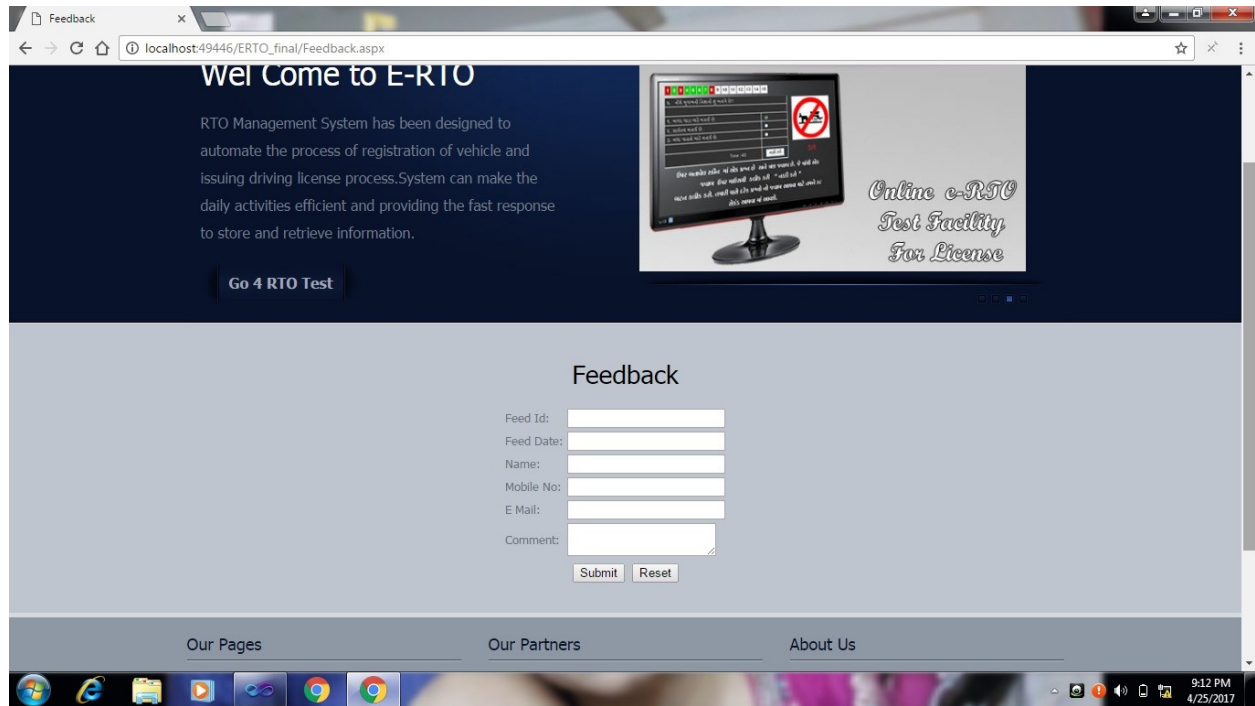 Feedback
localhost:49446/ERTO_final/Feedback.aspx
Wel Come to E-RTO
RTO Management System has been designed to
automate the process of registration of vehicle and
issuing driving license process.System can make the
daily activities efficient and providing the fast response
to store and retrieve information.
Go 4 RTO Test
Online e-RTO
Test Facility
For License
Feedback
Feed Id:
Feed Date:
Name:
Mobile No:
E Mail:
Comment:
Submit Reset
Our Pages
Our Partners
About Us
9:12 PM
4/25/2017